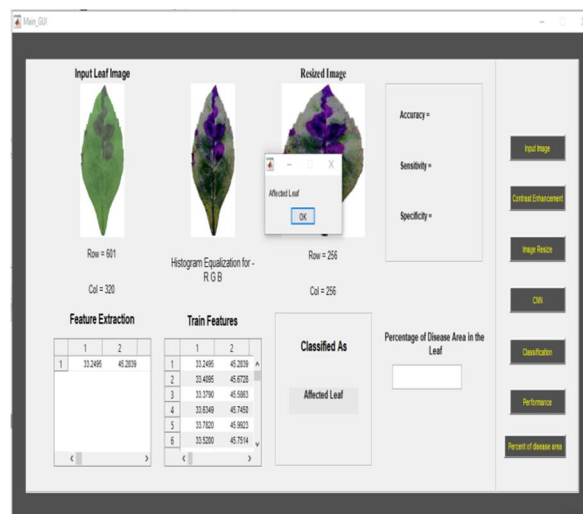 Main_GUI
Input Leaf Image
Resized Image
Row = 601
Col = 320
Histogram Equalization for -
R G B
Row = 256
Col = 256
Affected Leaf
OK
Accuracy =
Sensitivity =
Specificity =
Input Image
Contrast Enhancement
Image Resize
CNN
Classification
Performance
Percent of disease area
Feature Extraction
1 2
1 33.2495 45.2839
Train Features
1 2
1 33.2495 45.2839
2 33.4895 45.6728
3 33.3790 45.5863
4 33.6349 45.7450
5 33.7820 45.9923
6 33.5280 45.7514
Classified As
Affected Leaf
Percentage of Disease Area in the
Leaf